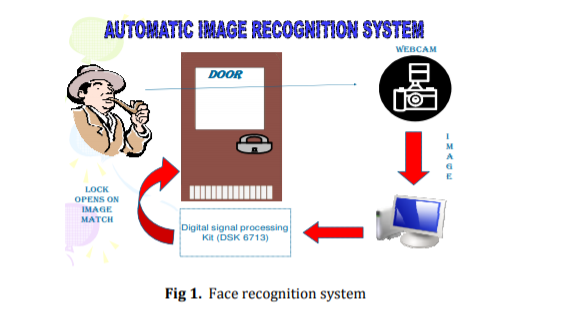 AUTOMATIC IMAGE RECOGNITION SYSTEM
WEBCAM
DOOR
I
M
A
G
E
LOCK
OPENS ON
IMAGE
MATCH
Digital signal processing
Kit (DSK 6713)
Fig 1. Face recognition system